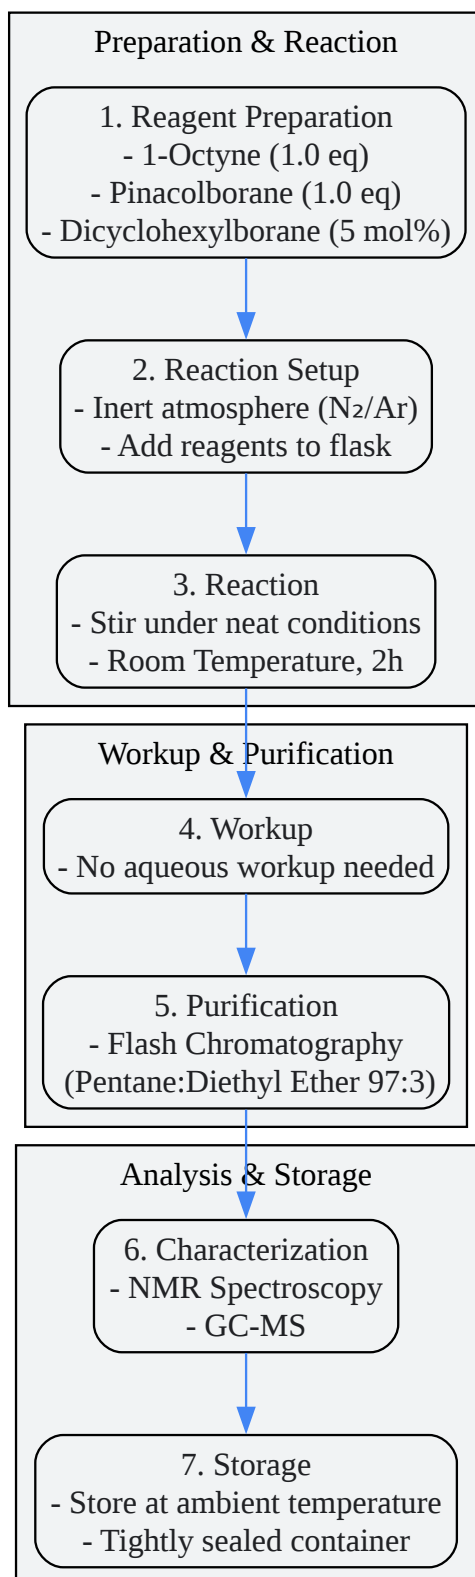 Preparation & Reaction
1. Reagent Preparation
- 1-Octyne (1.0 eq)
- Pinacolborane (1.0 eq)
- Dicyclohexylborane (5 mol%)
2. Reaction Setup
- Inert atmosphere (N₂/Ar)
- Add reagents to flask
3. Reaction
- Stir under neat conditions
- Room Temperature, 2h
Workup & Purification
4. Workup
- No aqueous workup needed
5. Purification
- Flash Chromatography
(Pentane:Diethyl Ether 97:3)
Analysis & Storage
6. Characterization
- NMR Spectroscopy
- GC-MS
7. Storage
- Store at ambient temperature
- Tightly sealed container